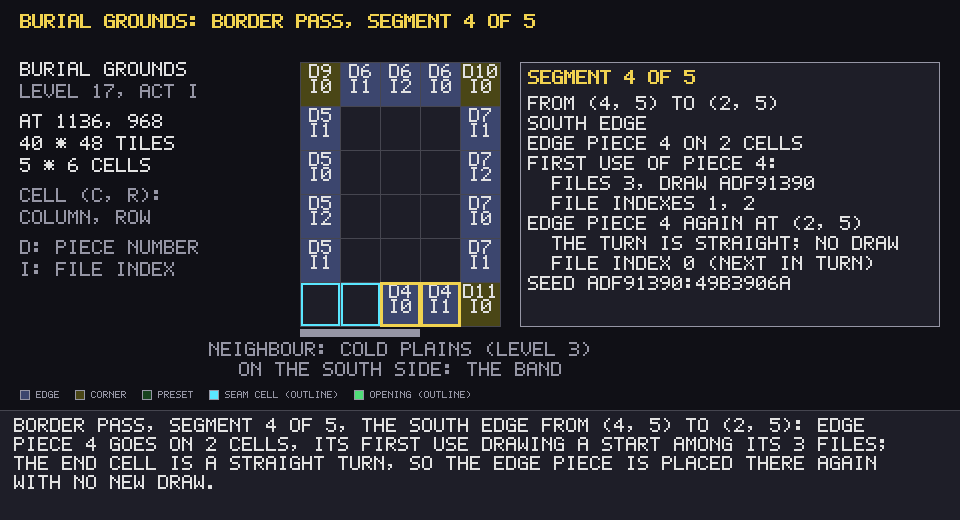 BURIAL GROUNDS: BORDER PASS, SEGMENT 4 OF 5
BURIAL GROUNDS
LEVEL 17, ACT I
AT 1136, 968
40 * 48 TILES
5 * 6 CELLS
CELL (C, R):
COLUMN, ROW
D: PIECE NUMBER
I: FILE INDEX
D9 D6 D6 D6 D10
I0 I1 I2 I0 I0
D5 D7
I1 I1
D5 D7
I0 I2
D5 D7
I2 I0
D5 D7
I1 I1
D4 D4 D11
I0 I1 I0
NEIGHBOUR: COLD PLAINS (LEVEL 3)
ON THE SOUTH SIDE: THE BAND
SEGMENT 4 OF 5
FROM (4, 5) TO (2, 5)
SOUTH EDGE
EDGE PIECE 4 ON 2 CELLS
FIRST USE OF PIECE 4:
FILES 3, DRAW ADF91390
FILE INDEXES 1, 2
EDGE PIECE 4 AGAIN AT (2, 5)
THE TURN IS STRAIGHT; NO DRAW
FILE INDEX 0 (NEXT IN TURN)
SEED ADF91390:49B3906A
EDGE CORNER PRESET SEAM CELL (OUTLINE) OPENING (OUTLINE)
BORDER PASS, SEGMENT 4 OF 5, THE SOUTH EDGE FROM (4, 5) TO (2, 5): EDGE
PIECE 4 GOES ON 2 CELLS, ITS FIRST USE DRAWING A START AMONG ITS 3 FILES;
THE END CELL IS A STRAIGHT TURN, SO THE EDGE PIECE IS PLACED THERE AGAIN
WITH NO NEW DRAW.